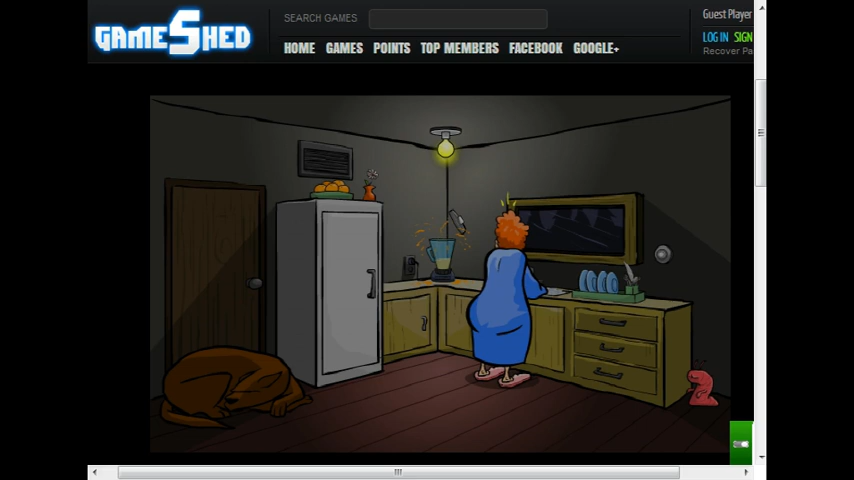 GAMESHED
SEARCH GAMES
Guest Player
HOME GAMES POINTS TOP MEMBERS FACEBOOK GOOGLE+
LOG IN SIGN
Recover Pa